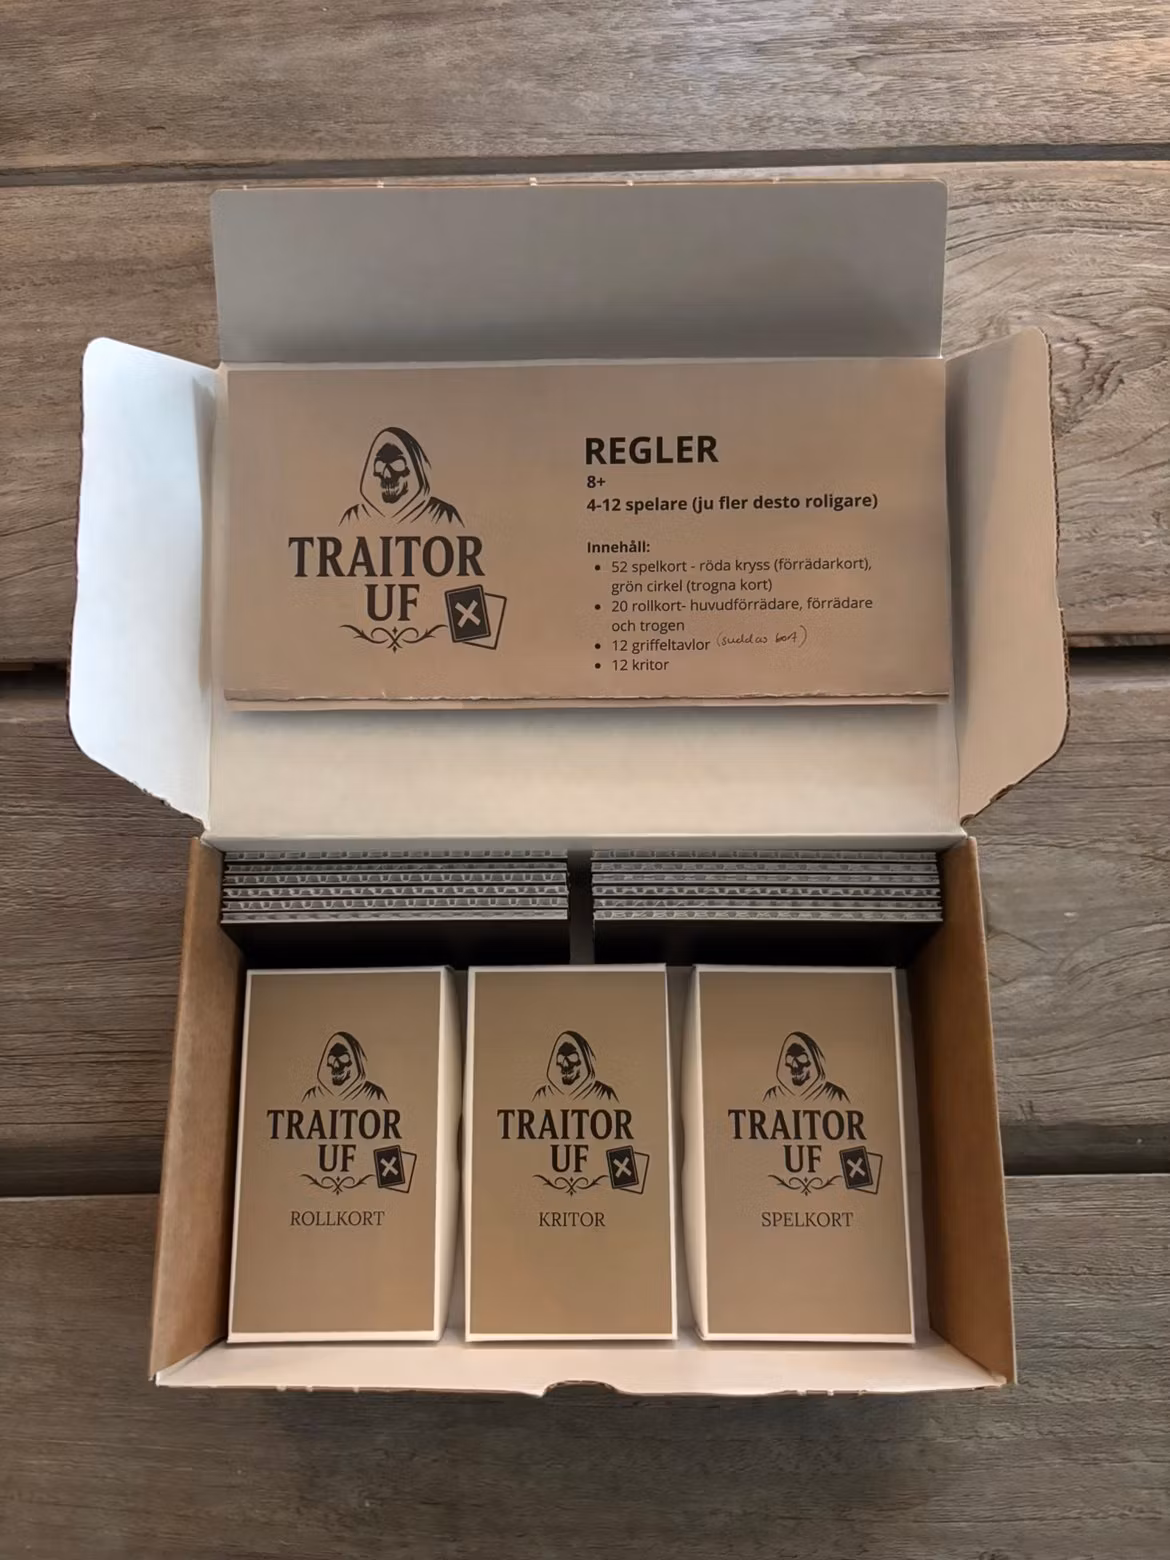 TRAITOR
UF
REGLER
8+
4-12 spelare (ju fler desto roligare)
Innehåll:
• 52 spelkort - röda kryss (förrädarkort),
grön cirkel (trogna kort)
• 20 rollkort- huvudförrädare, förrädare
och trogen
• 12 griffeltavlor (suddas bort)
• 12 kritor
TRAITOR
UF
ROLLKORT
TRAITOR
UF
KRITOR
TRAITOR
UF
SPELKORT